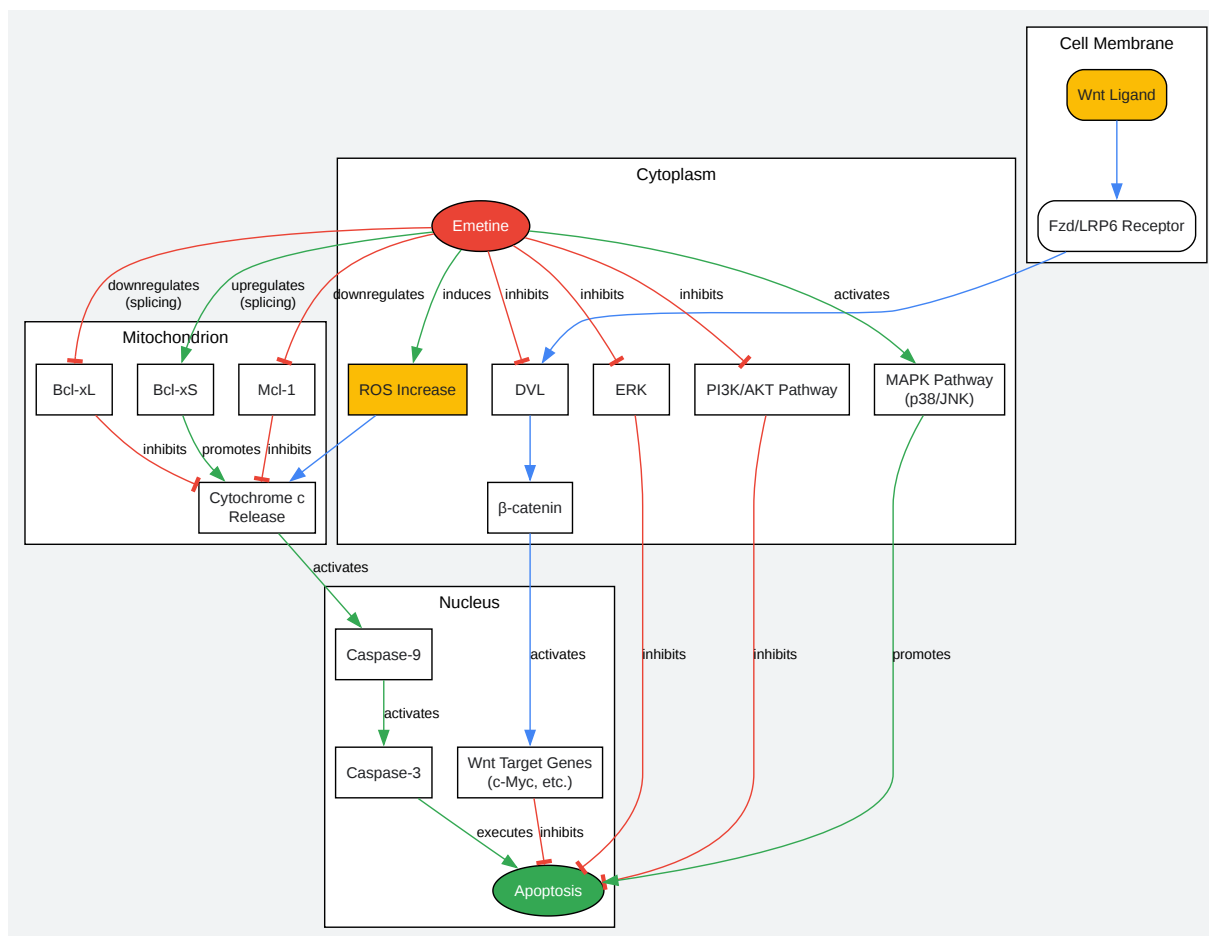 Cell Membrane
Wnt Ligand
Cytoplasm
Emetine
Fzd/LRP6 Receptor
downregulates
(splicing)
upregulates
(splicing)
downregulates
induces
inhibits
inhibits
inhibits
activates
Mitochondrion
Bcl-xL
Bcl-xS
Mcl-1
ROS Increase
DVL
ERK
PI3K/AKT Pathway
MAPK Pathway
(p38/JNK)
inhibits
promotes
inhibits
Cytochrome c
Release
β-catenin
activates
Nucleus
Caspase-9
activates
inhibits
inhibits
promotes
activates
Caspase-3
Wnt Target Genes
(c-Myc, etc.)
executes
inhibits
Apoptosis